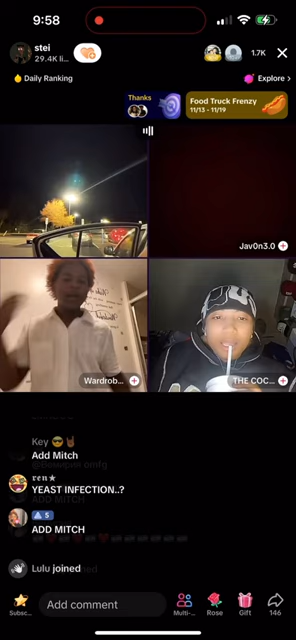 9:58
stei
29.4K li...
1.7K
Daily Ranking
Explore >
Thanks
Food Truck Frenzy
11/13 - 11/19
Jav0n3.0
Wardrob...
THE COC...
Key
Add Mitch
ren★
YEAST INFECTION..?
5
ADD MITCH
Lulu joined
Subsc...
Add comment
Multi-...
Rose
Gift
146